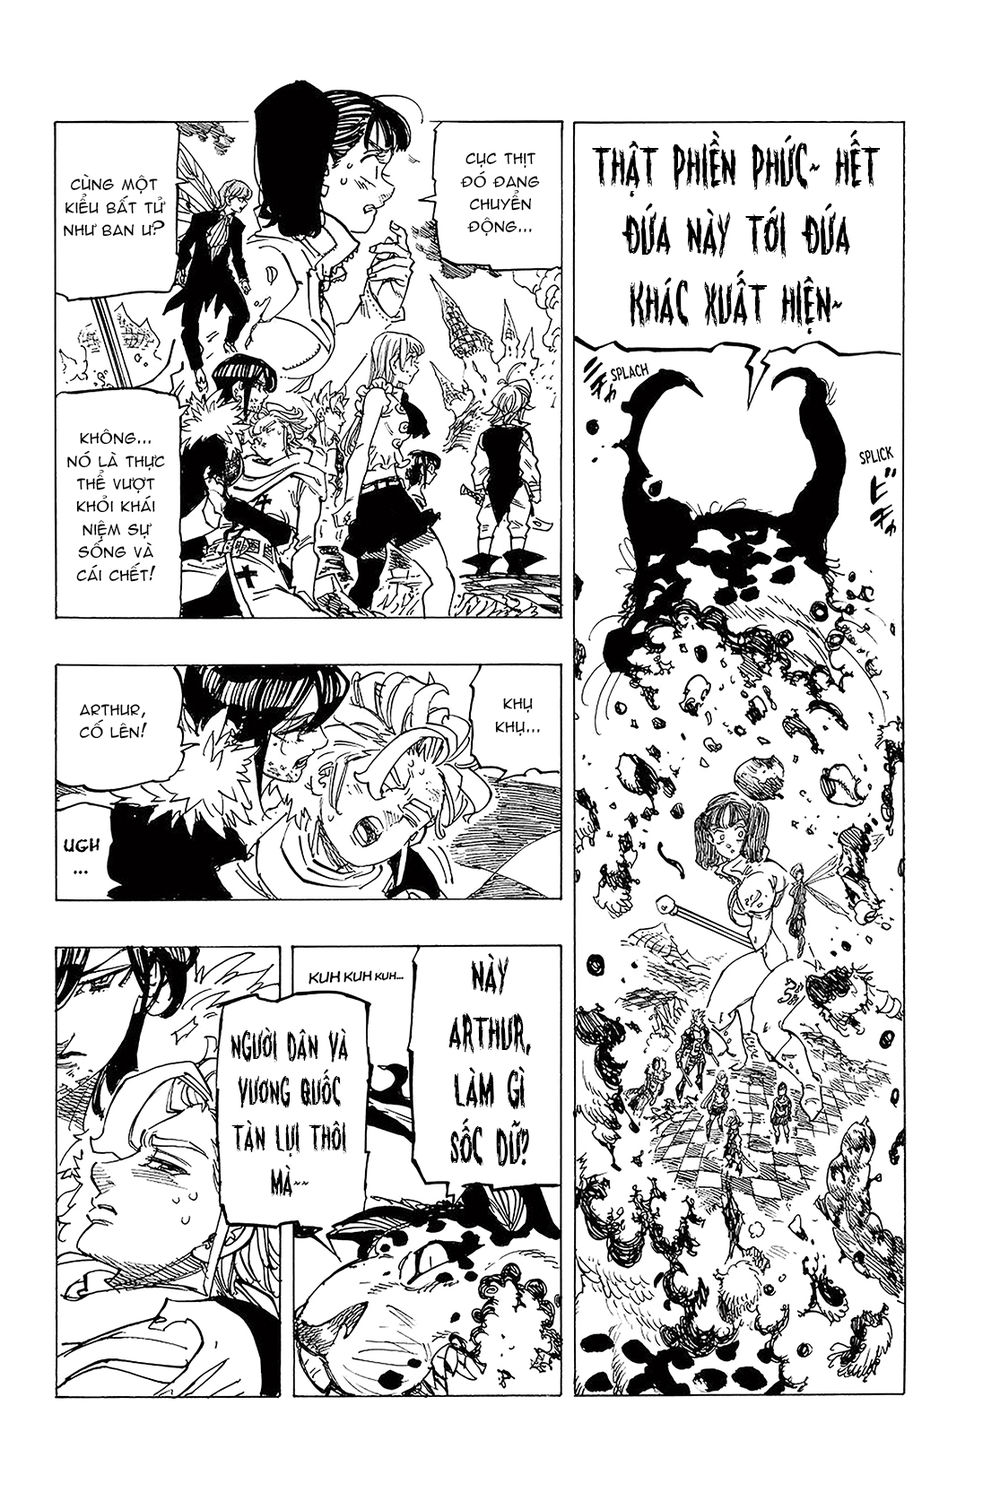 THẬT PHIỀN PHỨC~ HẾT
ĐỨA NÀY TỚI ĐỨA
KHÁC XUẤT HIỆN~
SPLACH
SPLICK
CỤC THỊT
ĐÓ ĐANG
CHUYỂN
ĐỘNG...
CÙNG MỘT
KIỂU BẤT TỬ
NHƯ BAN Ư?
KHÔNG...
NÓ LÀ THỰC
THỂ VƯỢT
KHỎI KHÁI
NIỆM SỰ
SỐNG VÀ
CÁI CHẾT!
KHỤ
KHỤ...
ARTHUR,
CỐ LÊN!
UGH
...
NÀY
ARTHUR,
LÀM GÌ
SỐC DỮ?
KUH KUH KUH...
NGƯỜI DÂN VÀ
VƯƠNG QUỐC
TÀN LỤI THÔI
MÀ~~